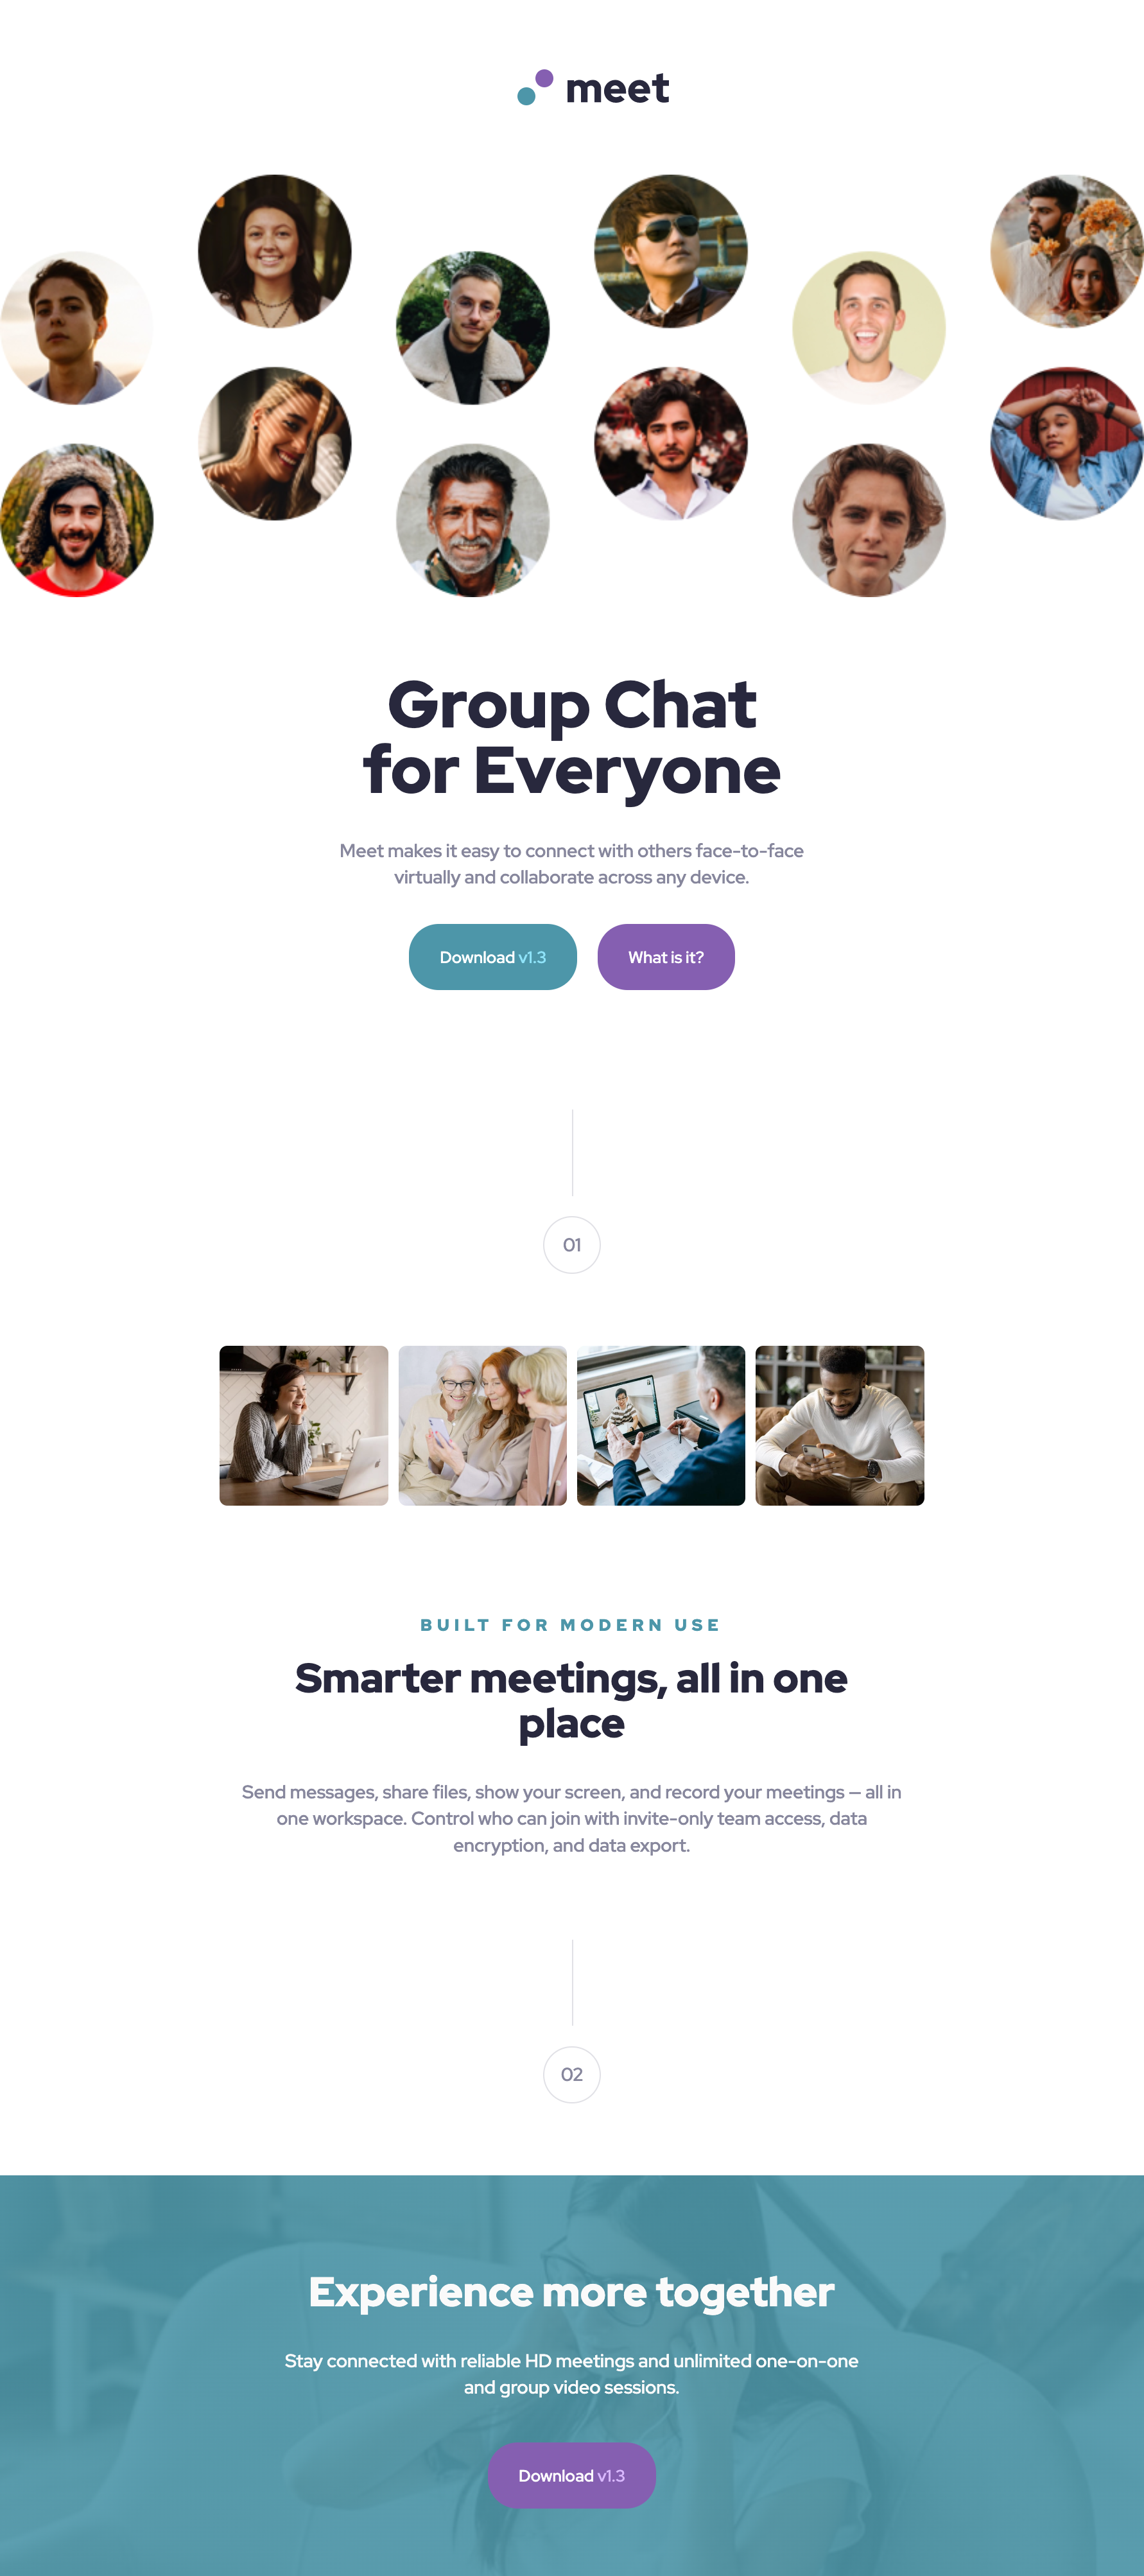 meet
Group Chat
for Everyone
Meet makes it easy to connect with others face-to-face
virtually and collaborate across any device.
Download v1.3
What is it?
01
BUILT FOR MODERN USE
Smarter meetings, all in one
place
Send messages, share files, show your screen, and record your meetings — all in
one workspace. Control who can join with invite-only team access, data
encryption, and data export.
02
Experience more together
Stay connected with reliable HD meetings and unlimited one-on-one
and group video sessions.
Download v1.3